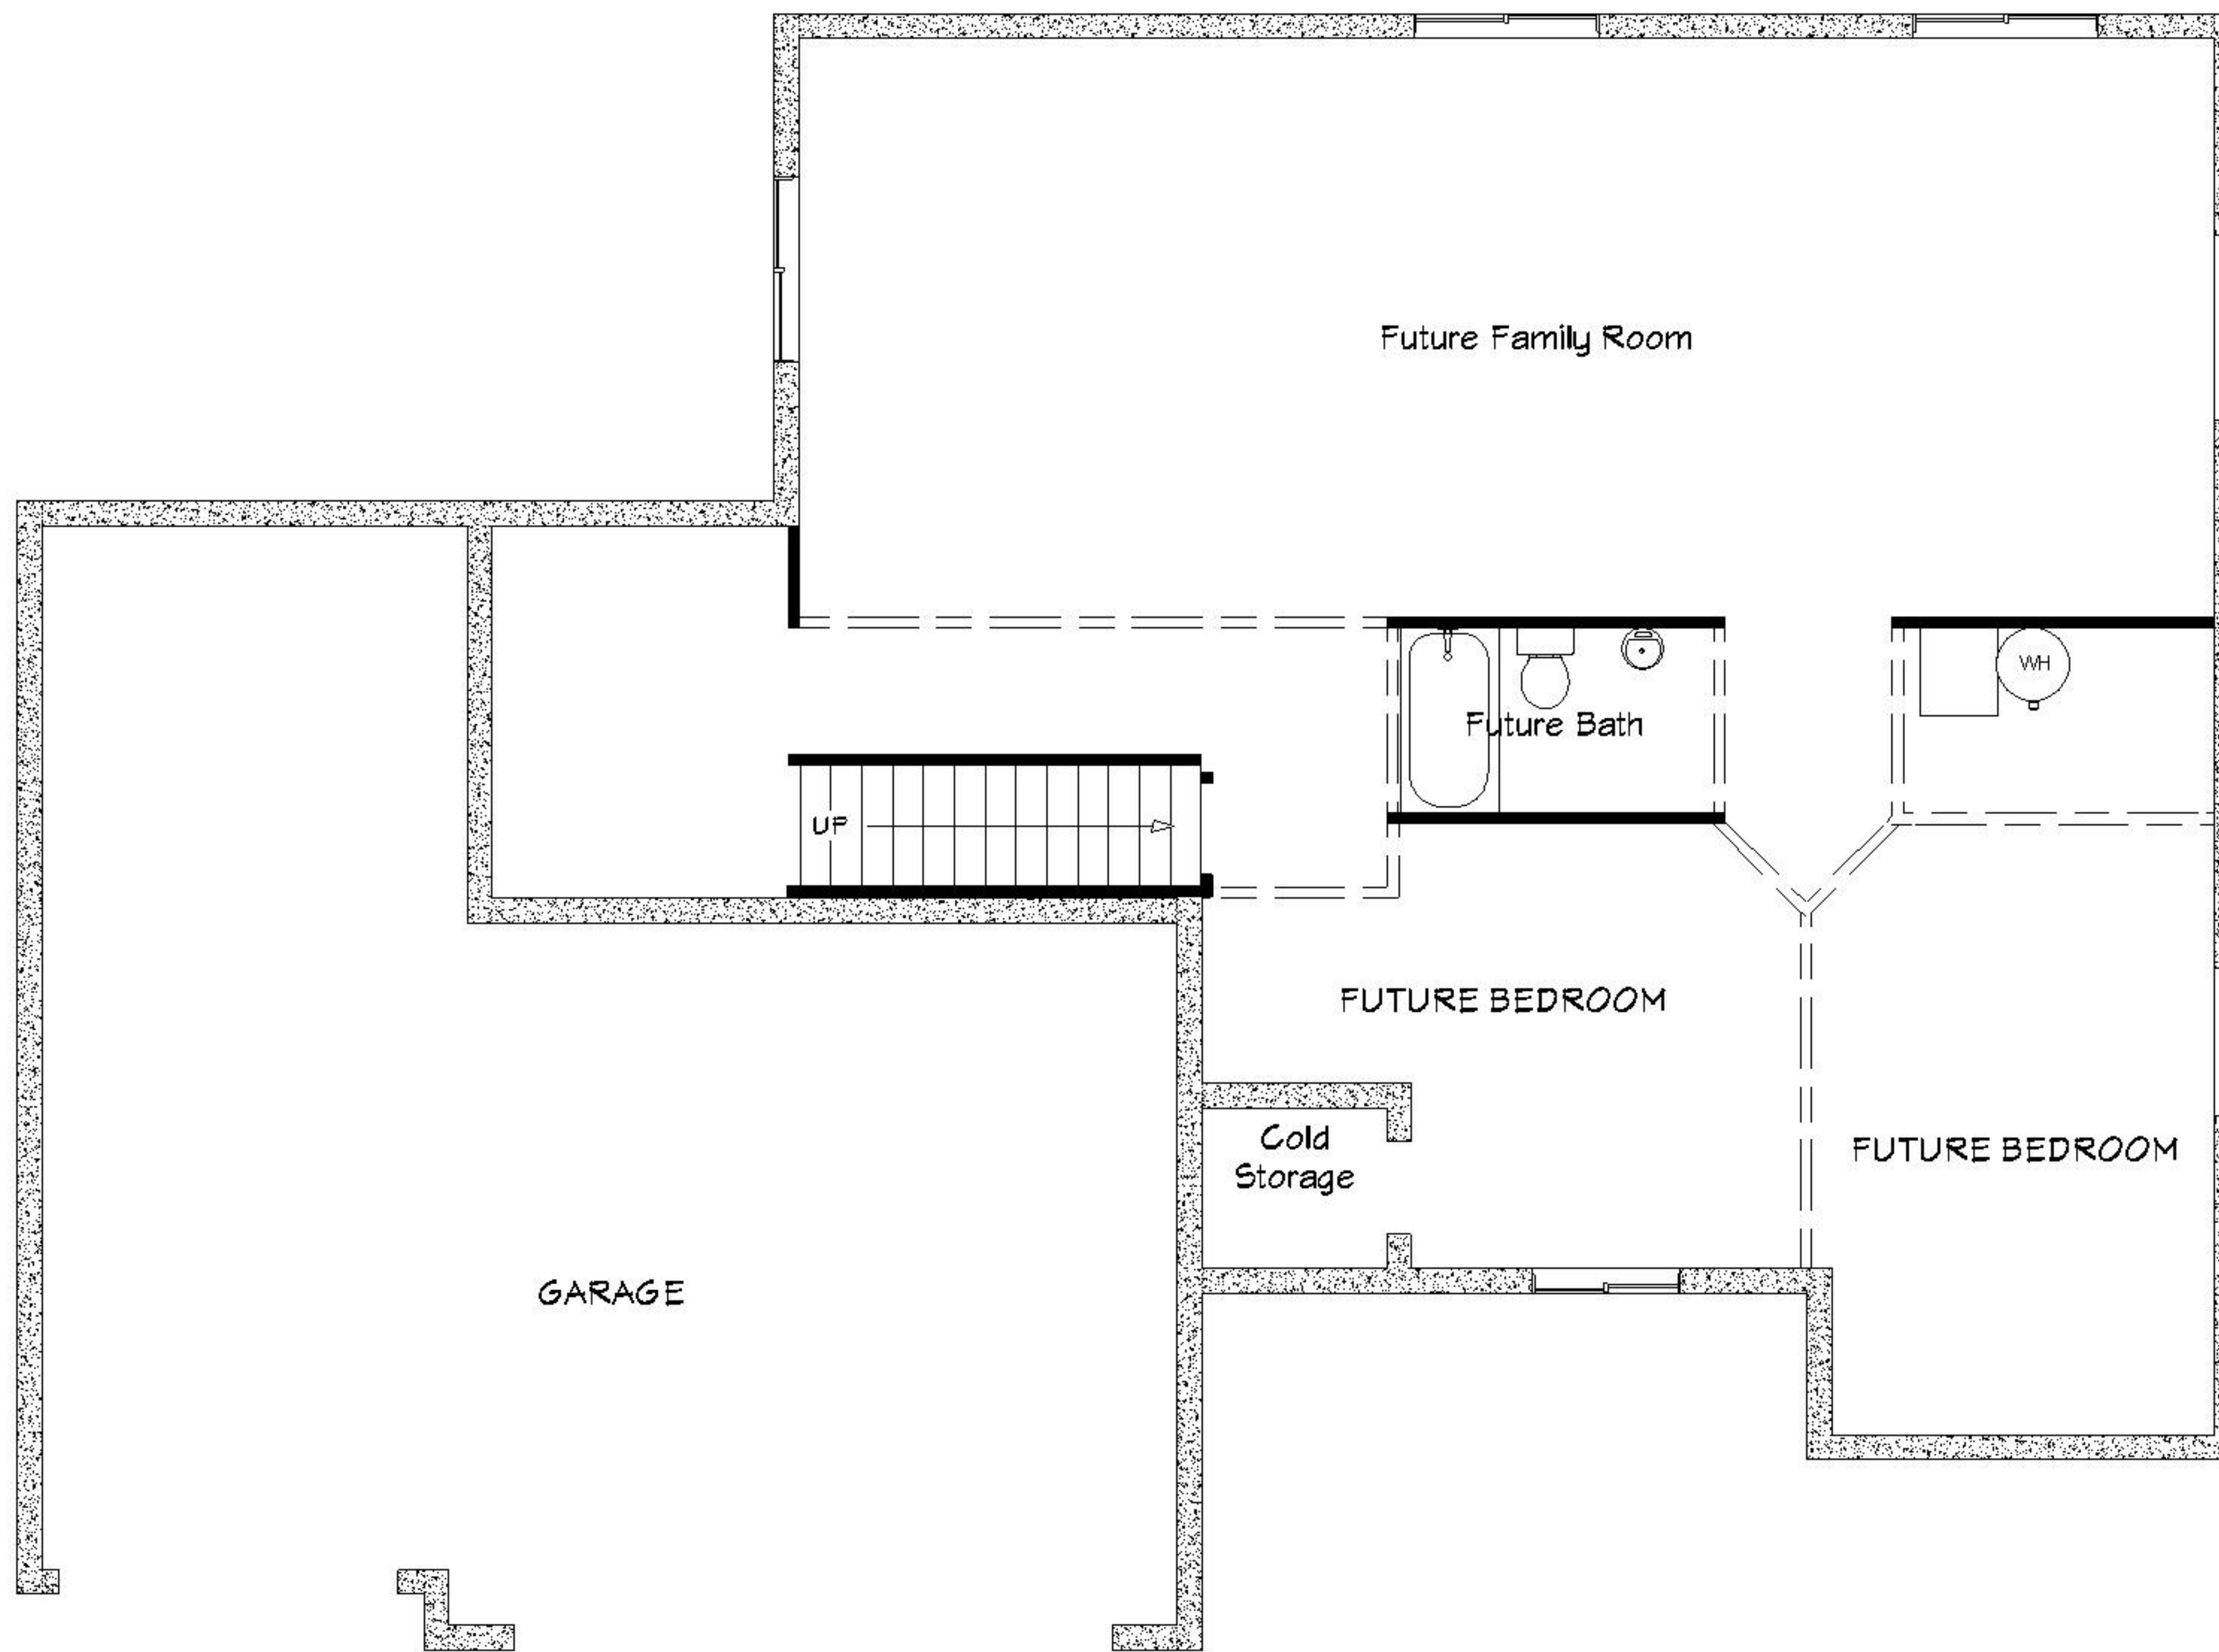 Future Family Room
WH
Future Bath
UP
FUTURE BEDROOM
Cold
Storage
FUTURE BEDROOM
GARAGE